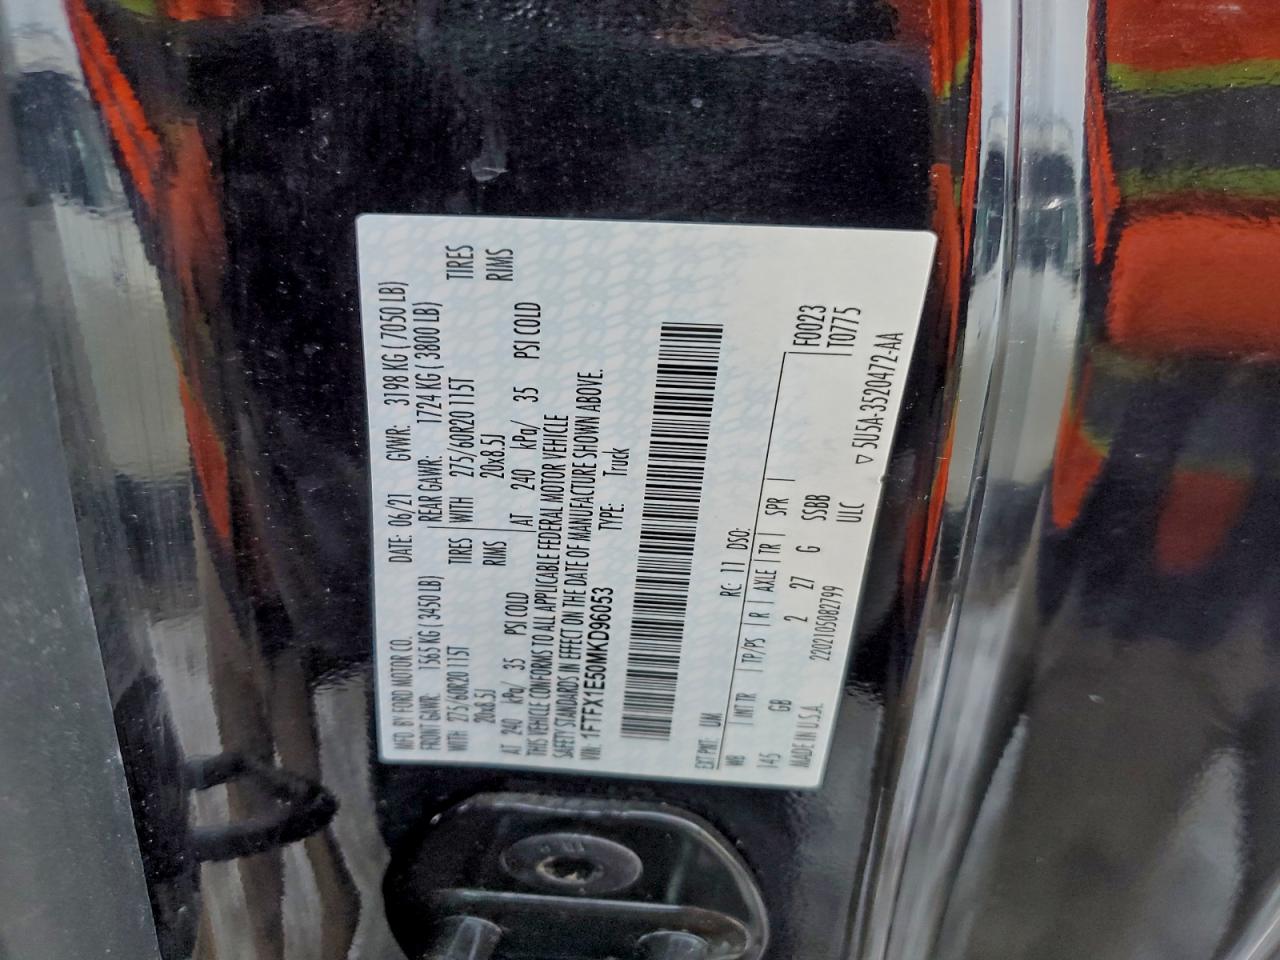 MFD. BY FORD MOTOR CO. DATE: 06/21 GVWR: 3198 KG ( 7050 LB)
FRONT GAWR: 1565 KG ( 3450 LB) REAR GAWR: 1724 KG ( 3800 LB)
WITH 275/60R20 115T TIRES WITH 275/60R20 115T TIRES
20x8.5J RIMS 20x8.5J RIMS
AT 240 kPa/ 35 PSI COLD AT 240 kPa/ 35 PSI COLD
THIS VEHICLE CONFORMS TO ALL APPLICABLE FEDERAL MOTOR VEHICLE
SAFETY STANDARDS IN EFFECT ON THE DATE OF MANUFACTURE SHOWN ABOVE.
VIN: 1FTFX1E50MKD96053 TYPE: Truck
EXT PNT: UM RC: 11 DSO: F0023
WB INT TR TP/PS R AXLE TR SPR T0775
145 GB 2 27 G SSBB
MADE IN U.S.A. 2202105082799 ULC ▽ 5U5A-3520472-AA